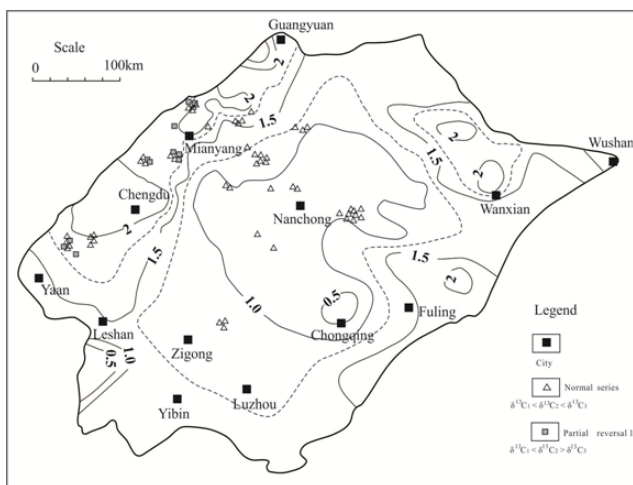 Guangyuan
Scale
0 100km
2
2
1.5
Mianyang
2
1.5
Wushan
Chengdu
2
Nanchong
Wanxian
2
1.5
1.0
1.5
Yaan
0.5
2
Leshan
Chongqing
Fuling
Legend
1.0
0.5
Zigong
City
Yibin
Luzhou
Normal series
δ¹³C₁ < δ¹³C₂ < δ¹³C₃
Partial reversal I
δ¹³C₁ < δ¹³C₂ > δ¹³C₃